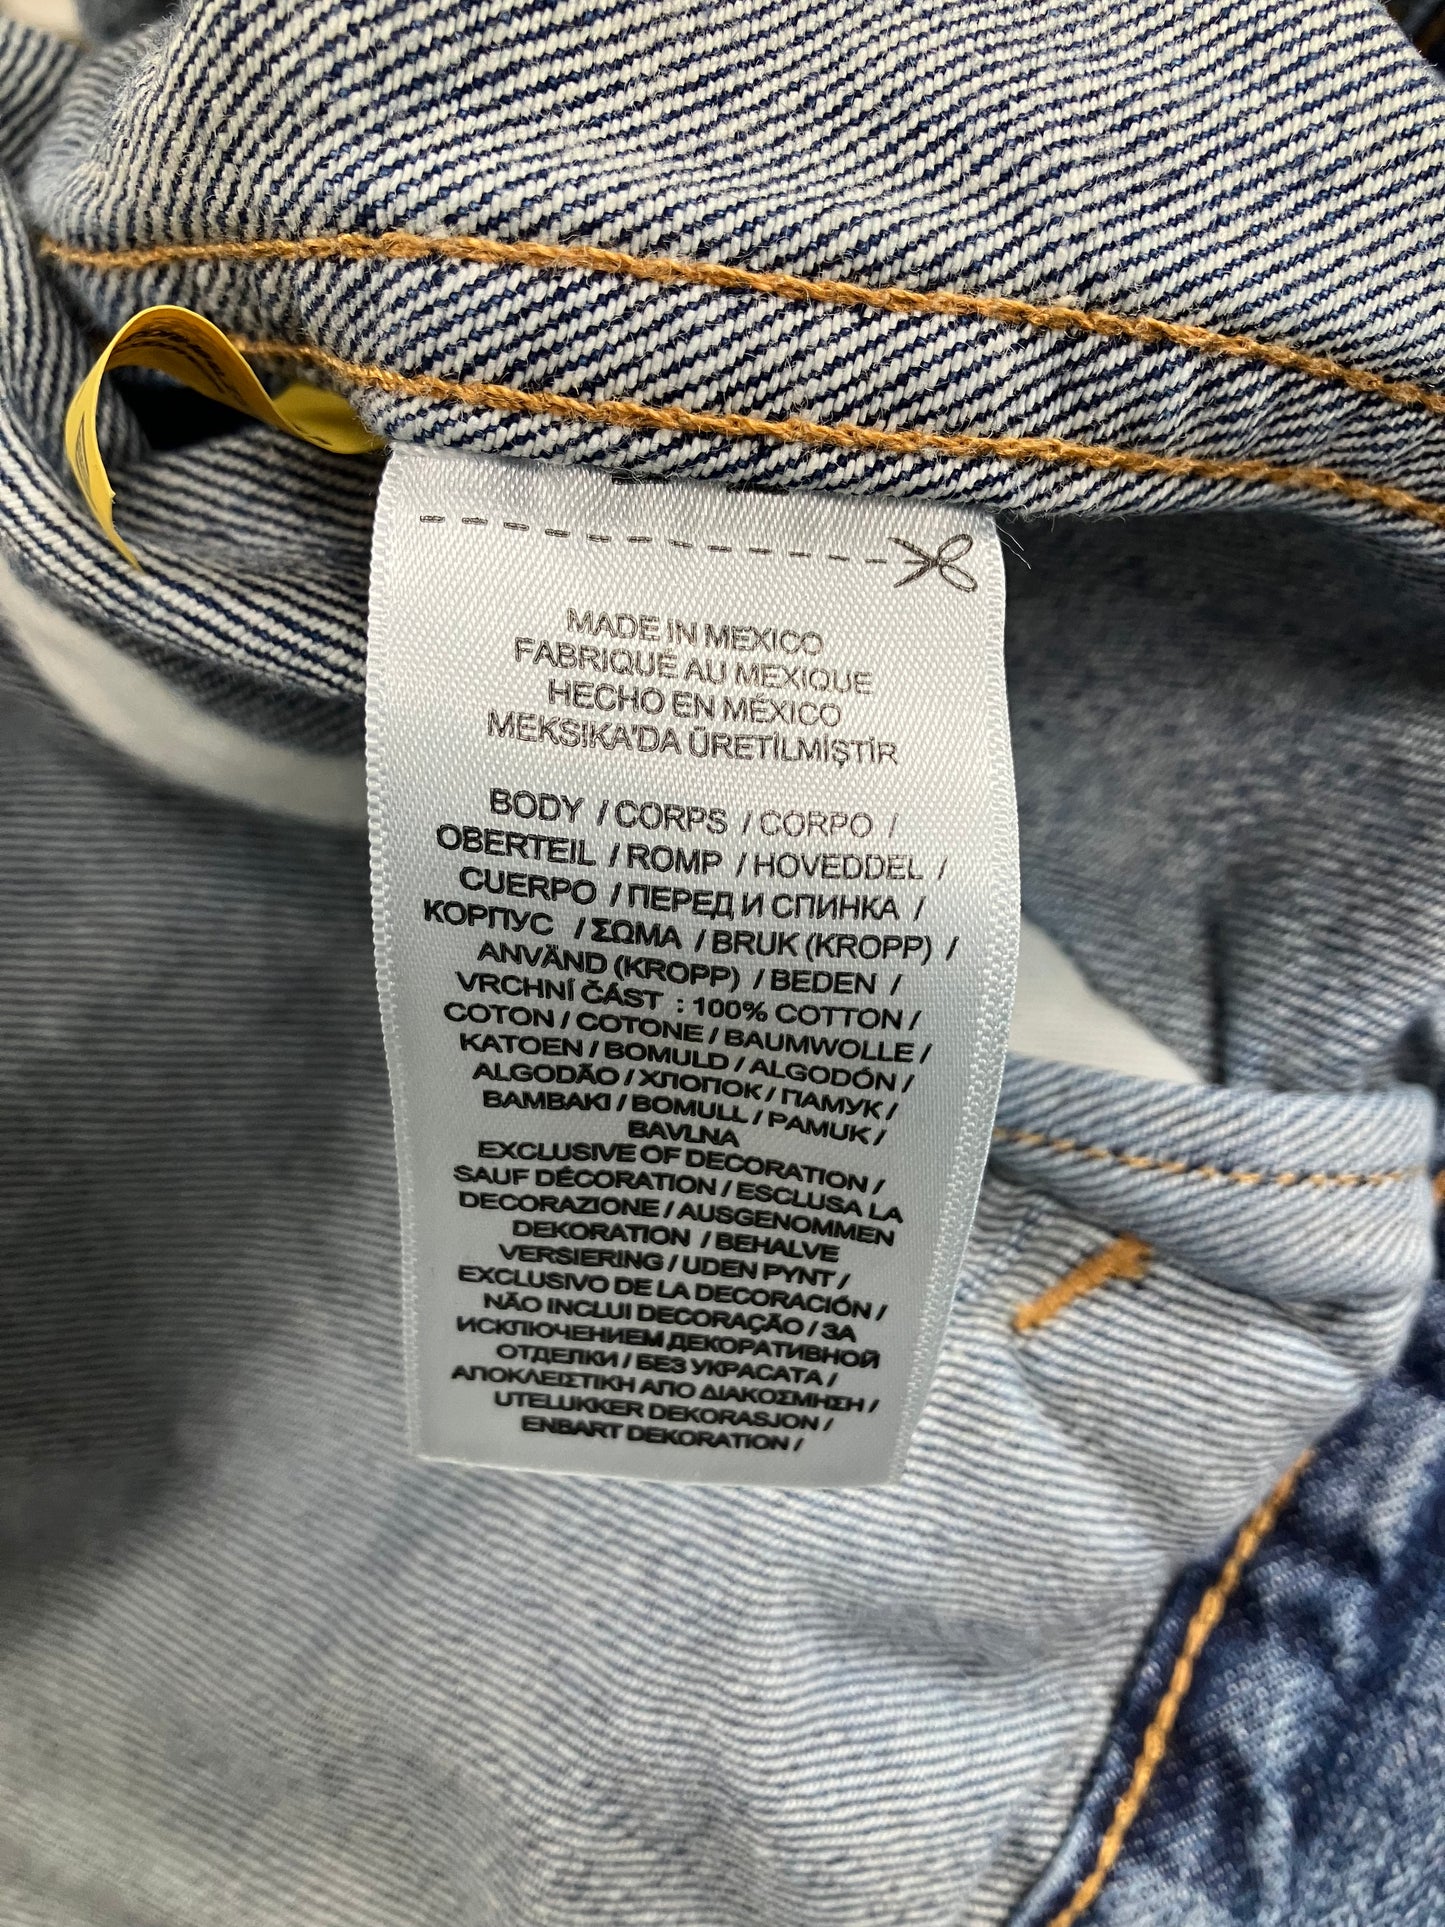 MADE IN MEXICO
FABRIQUÉ AU MEXIQUE
HECHO EN MÉXICO
MEKSIKA'DA ÜRETİLMİŞTİR
BODY / CORPS / CORPO /
OBERTEIL / ROMP / HOVEDDEL /
CUERPO / ПЕРЕД И СПИНКА /
КОРПУС / ΣΩΜΑ / BRUK (KROPP) /
ANVÄND (KROPP) / BEDEN /
VRCHNÍ ČÁST : 100% COTTON /
COTON / COTONE / BAUMWOLLE /
KATOEN / BOMULD / ALGODÓN /
ALGODÃO / ХЛОПОК / ПАМУК /
ΒΑΜΒΑΚΙ / BOMULL / PAMUK /
BAVLNA
EXCLUSIVE OF DECORATION /
SAUF DÉCORATION / ESCLUSA LA
DECORAZIONE / AUSGENOMMEN
DEKORATION / BEHALVE
VERSIERING / UDEN PYNT /
EXCLUSIVO DE LA DECORACIÓN /
NÃO INCLUI DECORAÇÃO / ЗА
ИСКЛЮЧЕНИЕМ ДЕКОРАТИВНОЙ
ОТДЕЛКИ / БЕЗ УКРАСАТА /
ΑΠΟΚΛΕΙΣΤΙΚΗ ΑΠΟ ΔΙΑΚΟΣΜΗΣΗ /
UTELUKKER DEKORASJON /
ENBART DEKORATION /